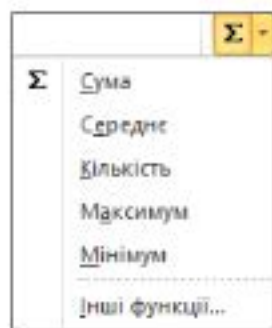 Σ
Σ Сума
Середнє
Кількість
Максимум
Мінімум
Інші функції...